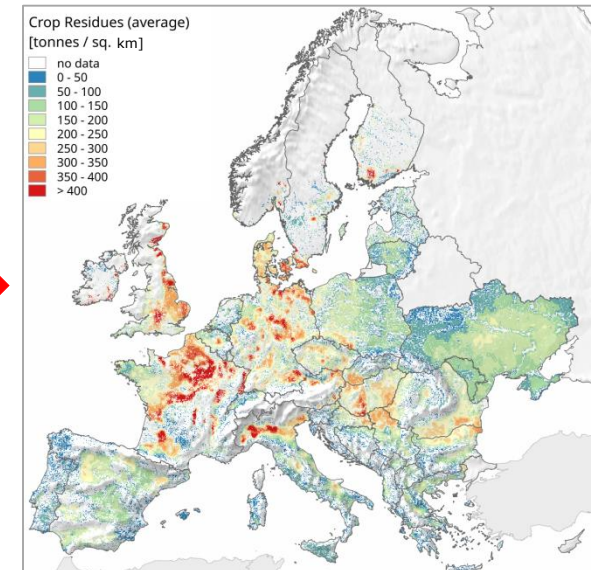 Crop Residues (average)
[tonnes / sq. km]
no data
0 - 50
50 - 100
100 - 150
150 - 200
200 - 250
250 - 300
300 - 350
350 - 400
> 400